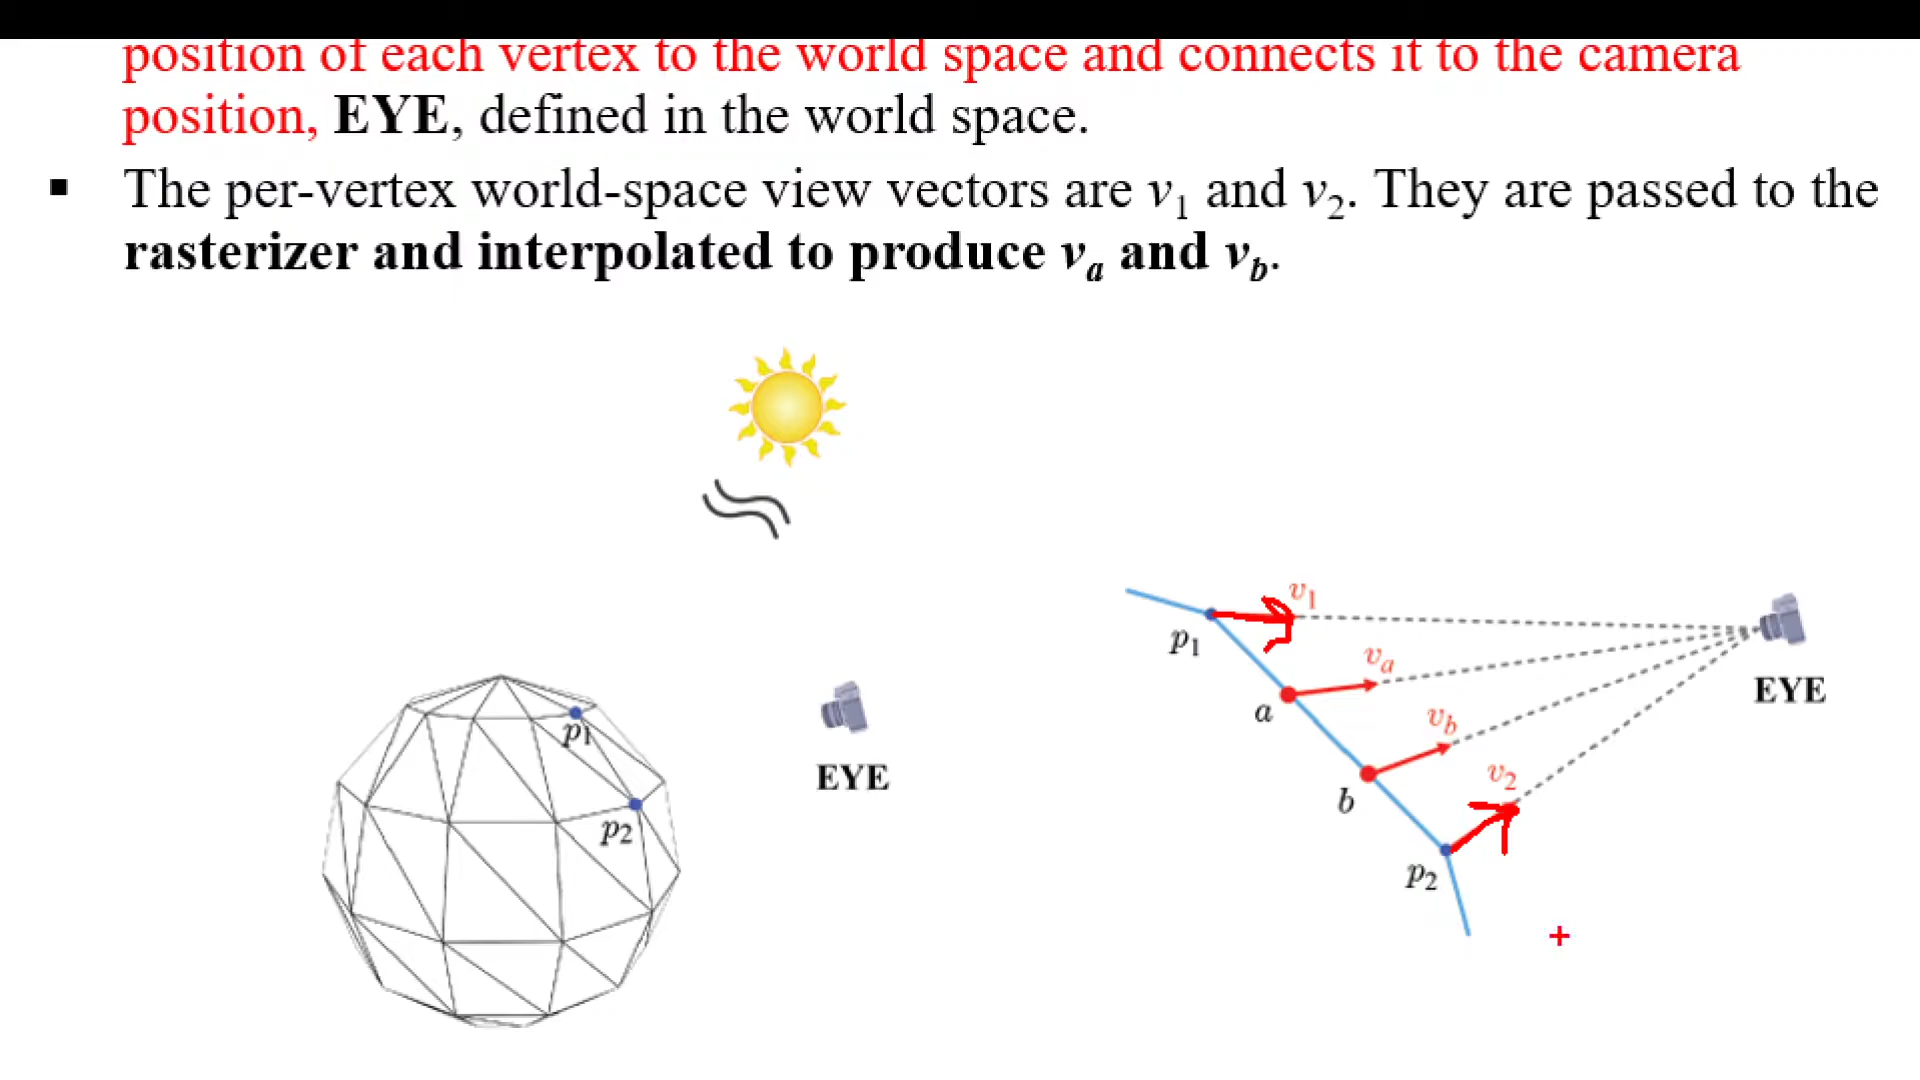 position of each vertex to the world space and connects it to the camera
position, EYE, defined in the world space.
▪ The per-vertex world-space view vectors are v1 and v2. They are passed to the
rasterizer and interpolated to produce va and vb.
v1
p1
va
EYE
a
vb
p1
EYE
v2
b
p2
p2